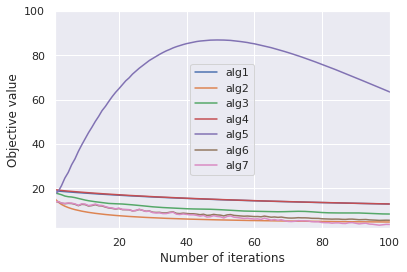 100
80
60
40
20
Objective value
alg1
alg2
alg3
alg4
alg5
alg6
alg7
20 40 60 80 100
Number of iterations